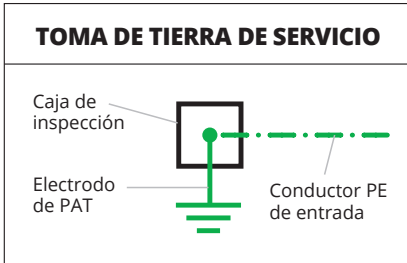 TOMA DE TIERRA DE SERVICIO
Caja de
inspección
Electrodo
de PAT
Conductor PE
de entrada